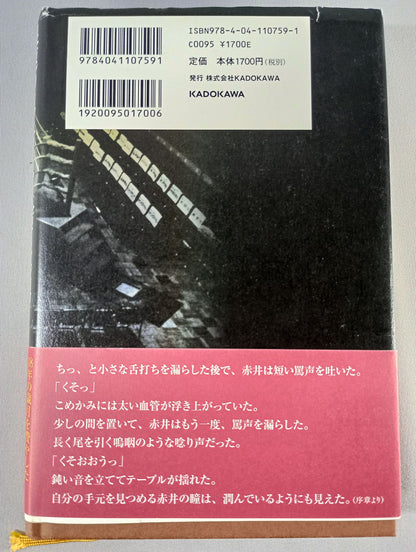 ISBN978-4-04-110759-1
C0095 ¥1700E
定価 本体1700円(税別)
発行 株式会社KADOKAWA
KADOKAWA
9784041107591
1920095017006
ちっ、と小さな舌打ちを漏らした後で、赤井は短い罵声を吐いた。
「くそっ」
こめかみには太い血管が浮き上がっていた。
少しの間を置いて、赤井はもう一度、罵声を漏らした。
長く尾を引く嗚咽のような唸り声だった。
「くそおおうっ」
鈍い音を立ててテーブルが揺れた。
自分の手元を見つめる赤井の瞳は、潤んでいるようにも見えた。(序章より)